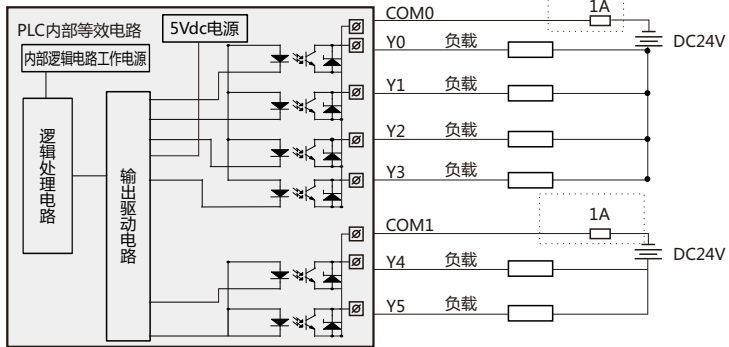 PLC内部等效电路
5Vdc电源
内部逻辑电路工作电源
逻辑处理电路
输出驱动电路
COM0
1A
DC24V
Y0 负载
Y1 负载
Y2 负载
Y3 负载
COM1
1A
DC24V
Y4 负载
Y5 负载